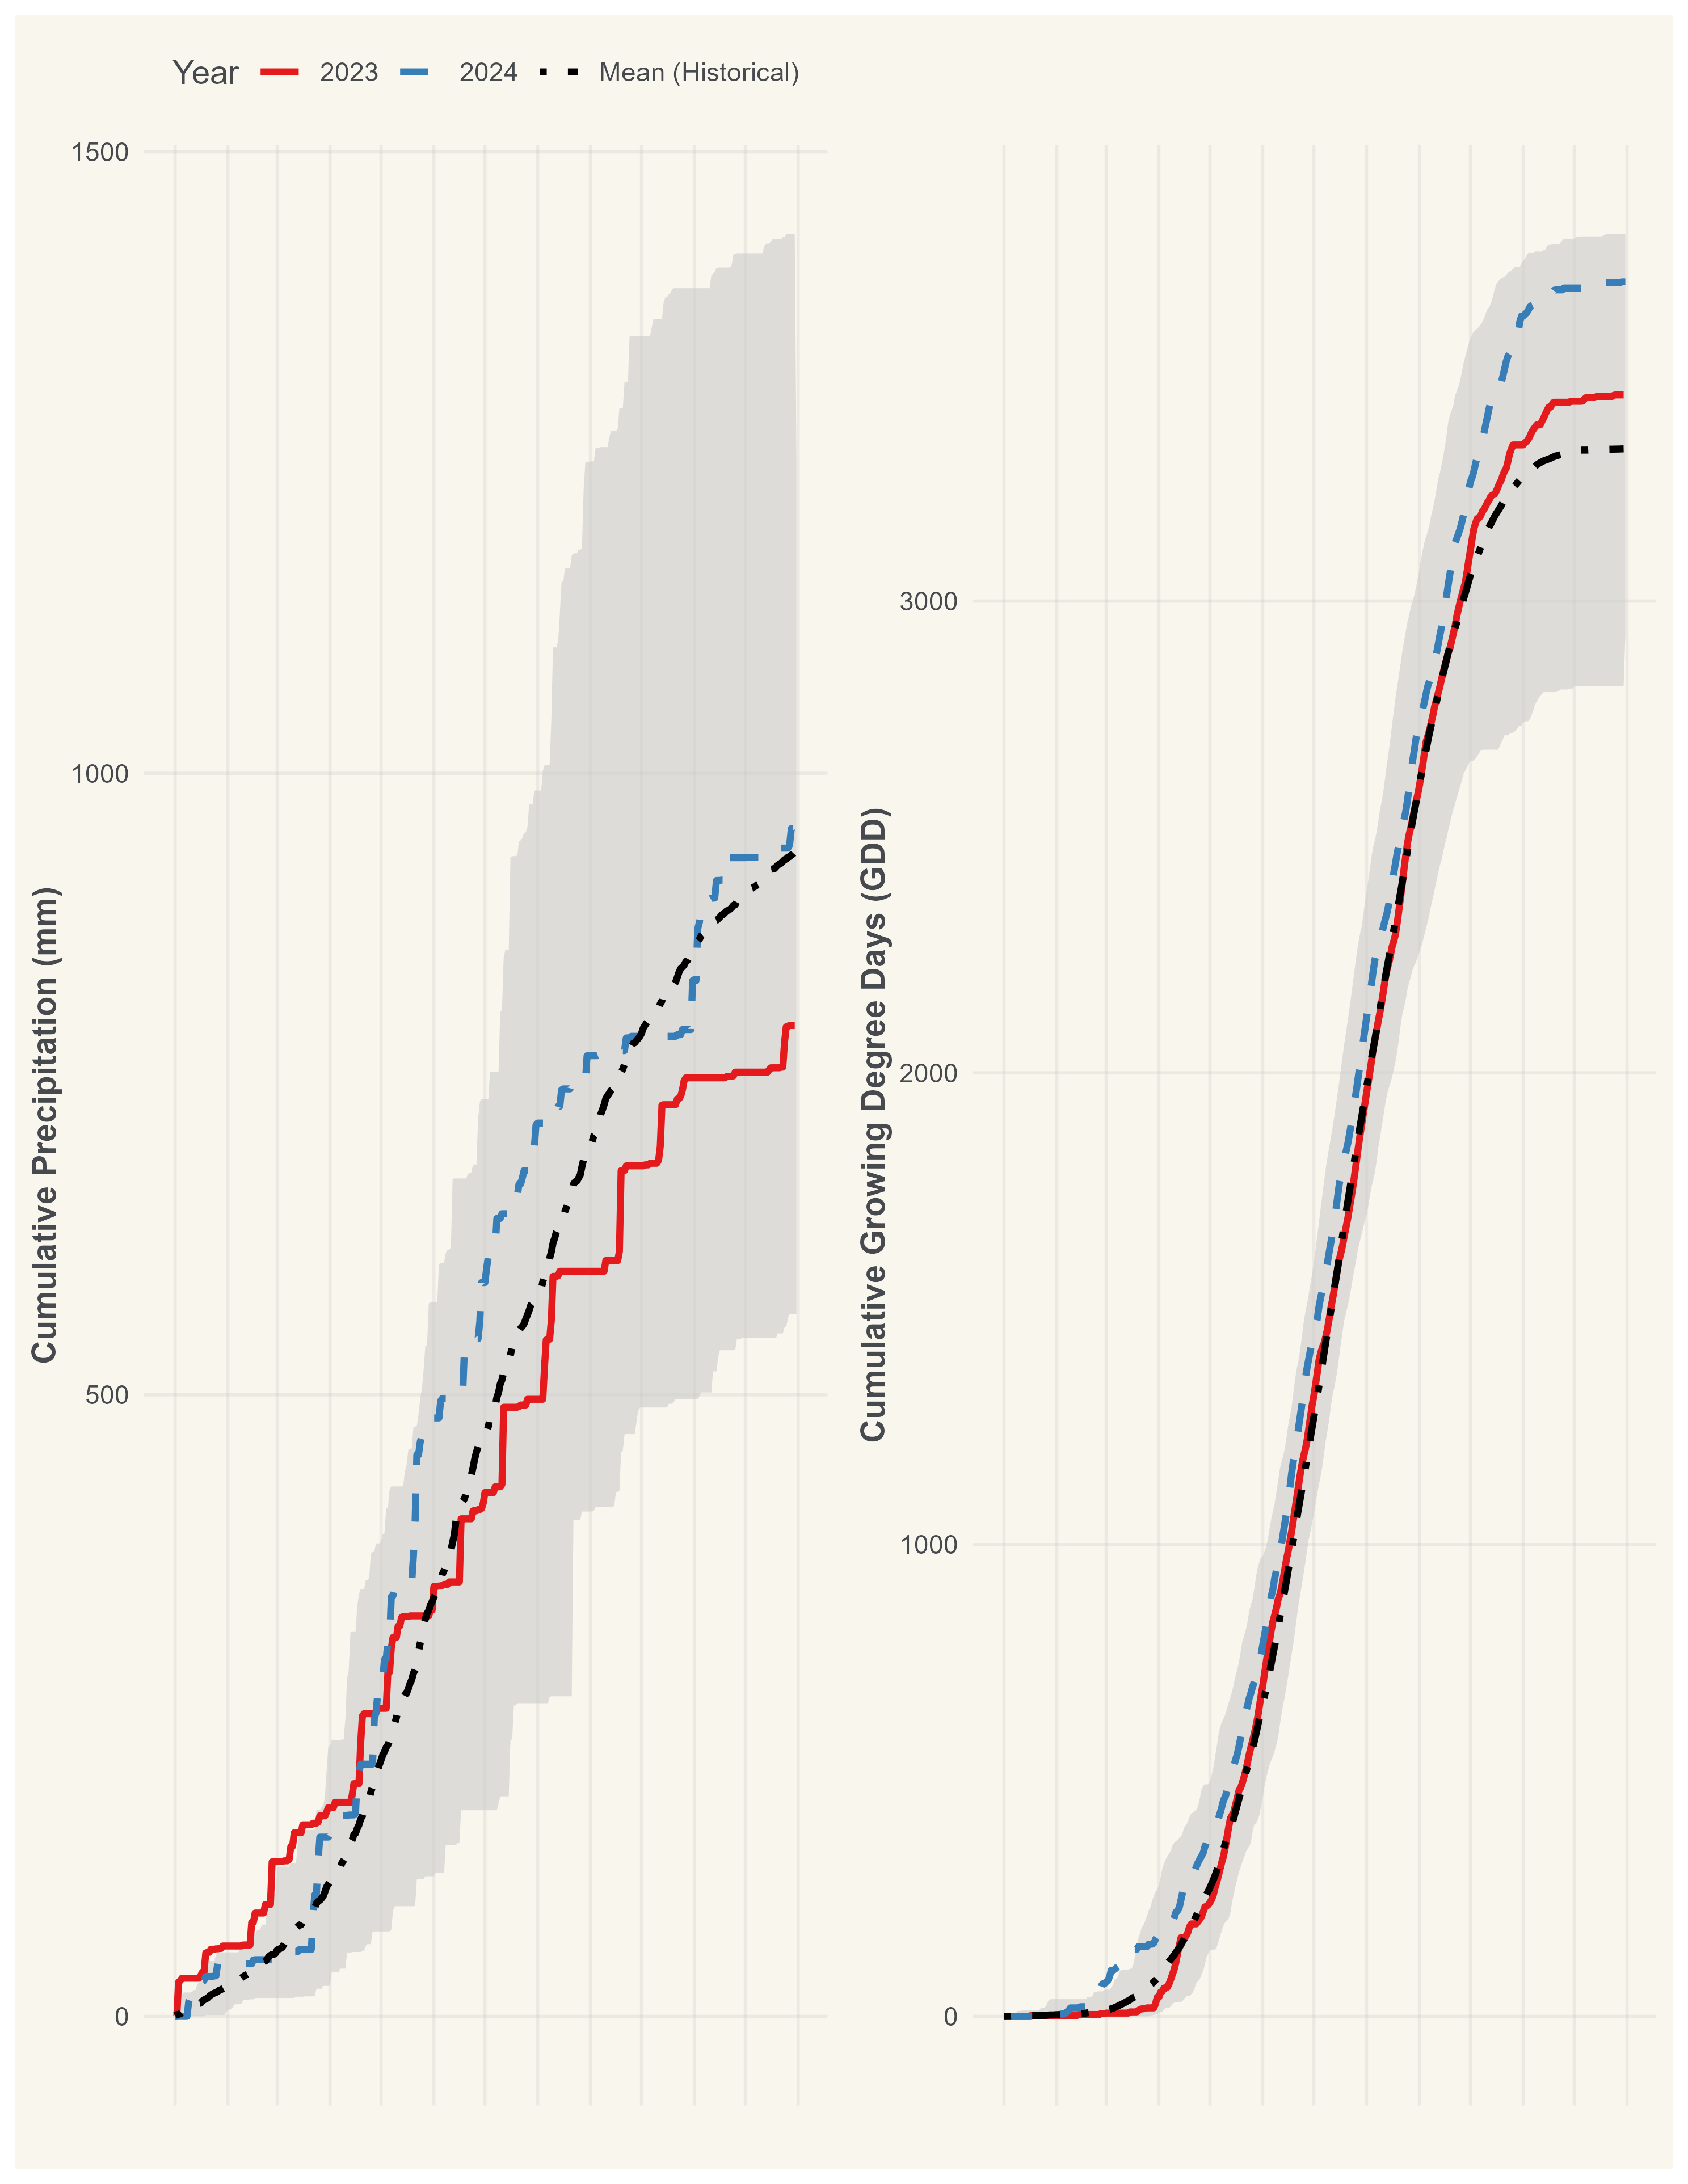 Year 2023 2024 Mean (Historical)
Cumulative Precipitation (mm)
1500
1000
500
0
Cumulative Growing Degree Days (GDD)
3000
2000
1000
0